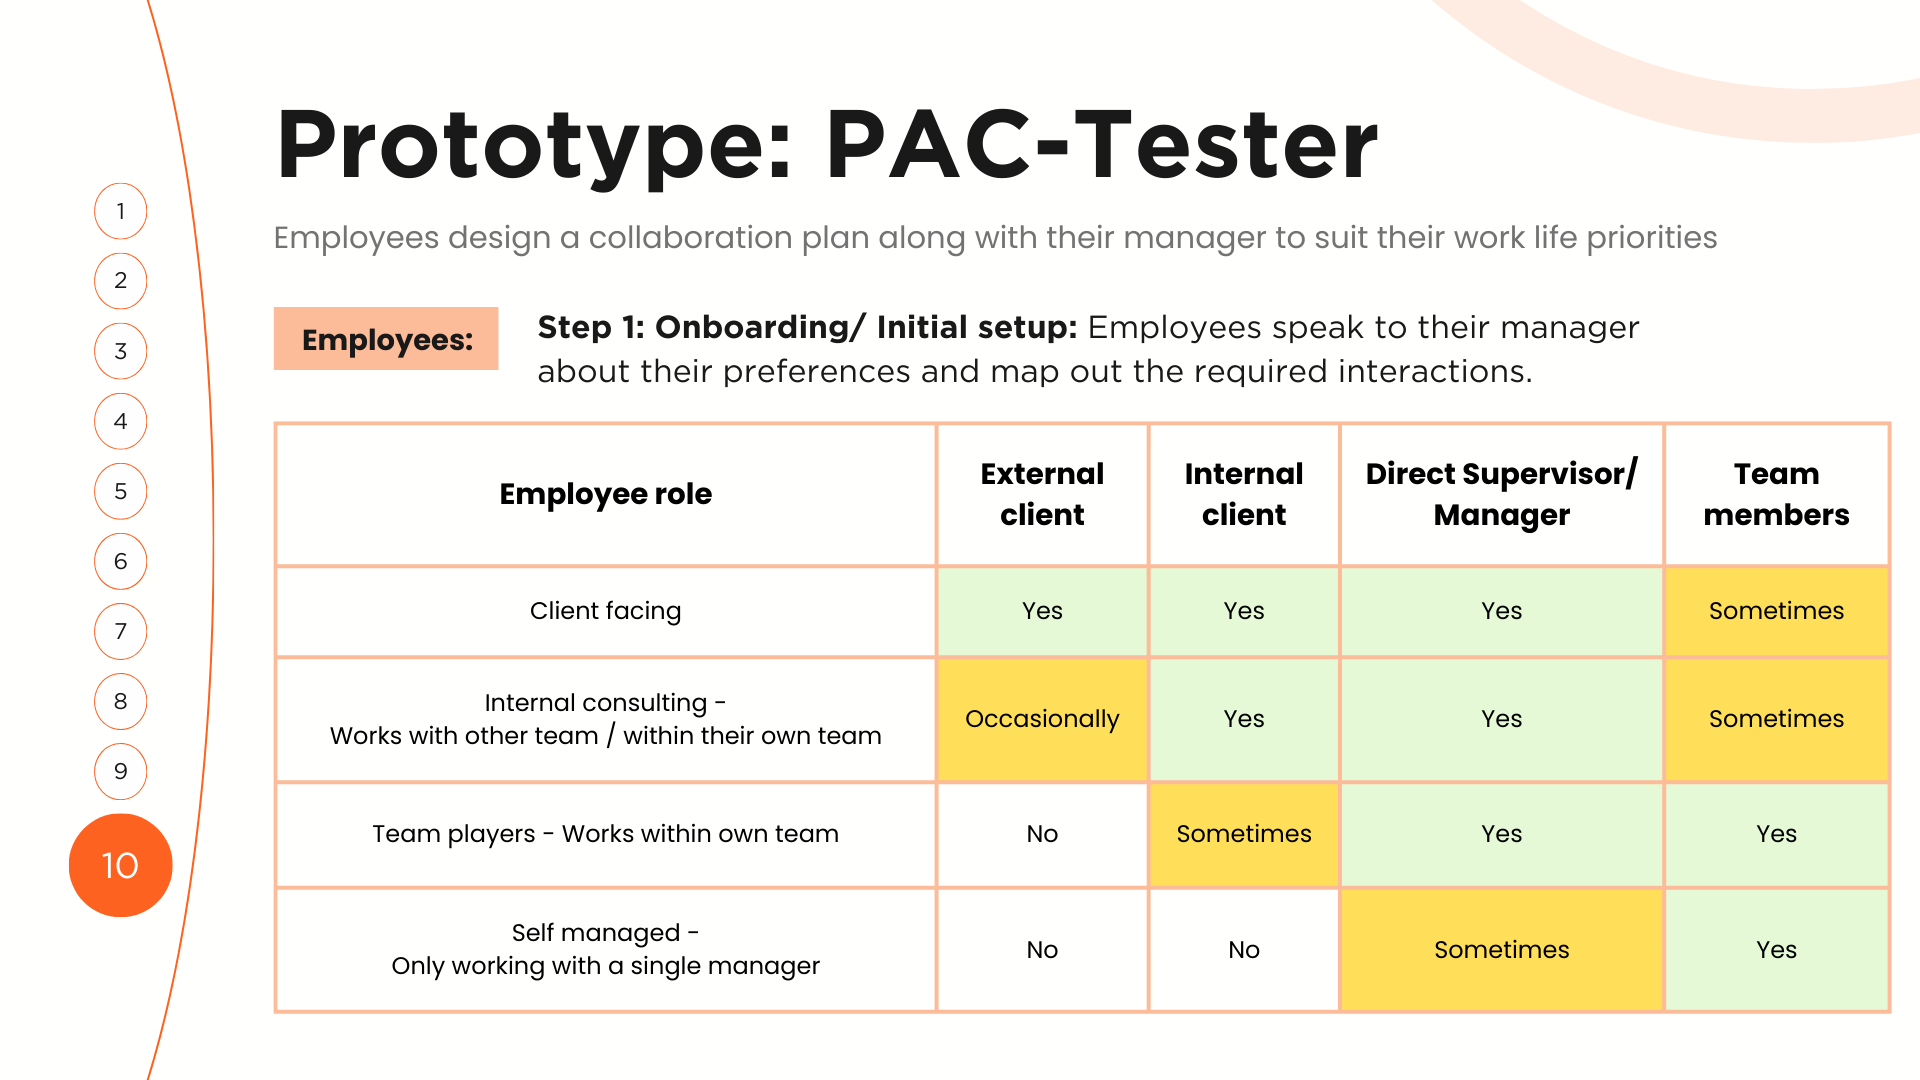 Prototype: PAC-Tester
Employees design a collaboration plan along with their manager to suit their work life priorities
Employees:
Step 1: Onboarding/ Initial setup: Employees speak to their manager
about their preferences and map out the required interactions.
1
2
3
4
5
6
7
8
9
10
Employee role
External
client
Internal
client
Direct Supervisor/
Manager
Team
members
Client facing
Yes
Yes
Yes
Sometimes
Internal consulting -
Works with other team / within their own team
Occasionally
Yes
Yes
Sometimes
Team players - Works within own team
No
Sometimes
Yes
Yes
Self managed -
Only working with a single manager
No
No
Sometimes
Yes